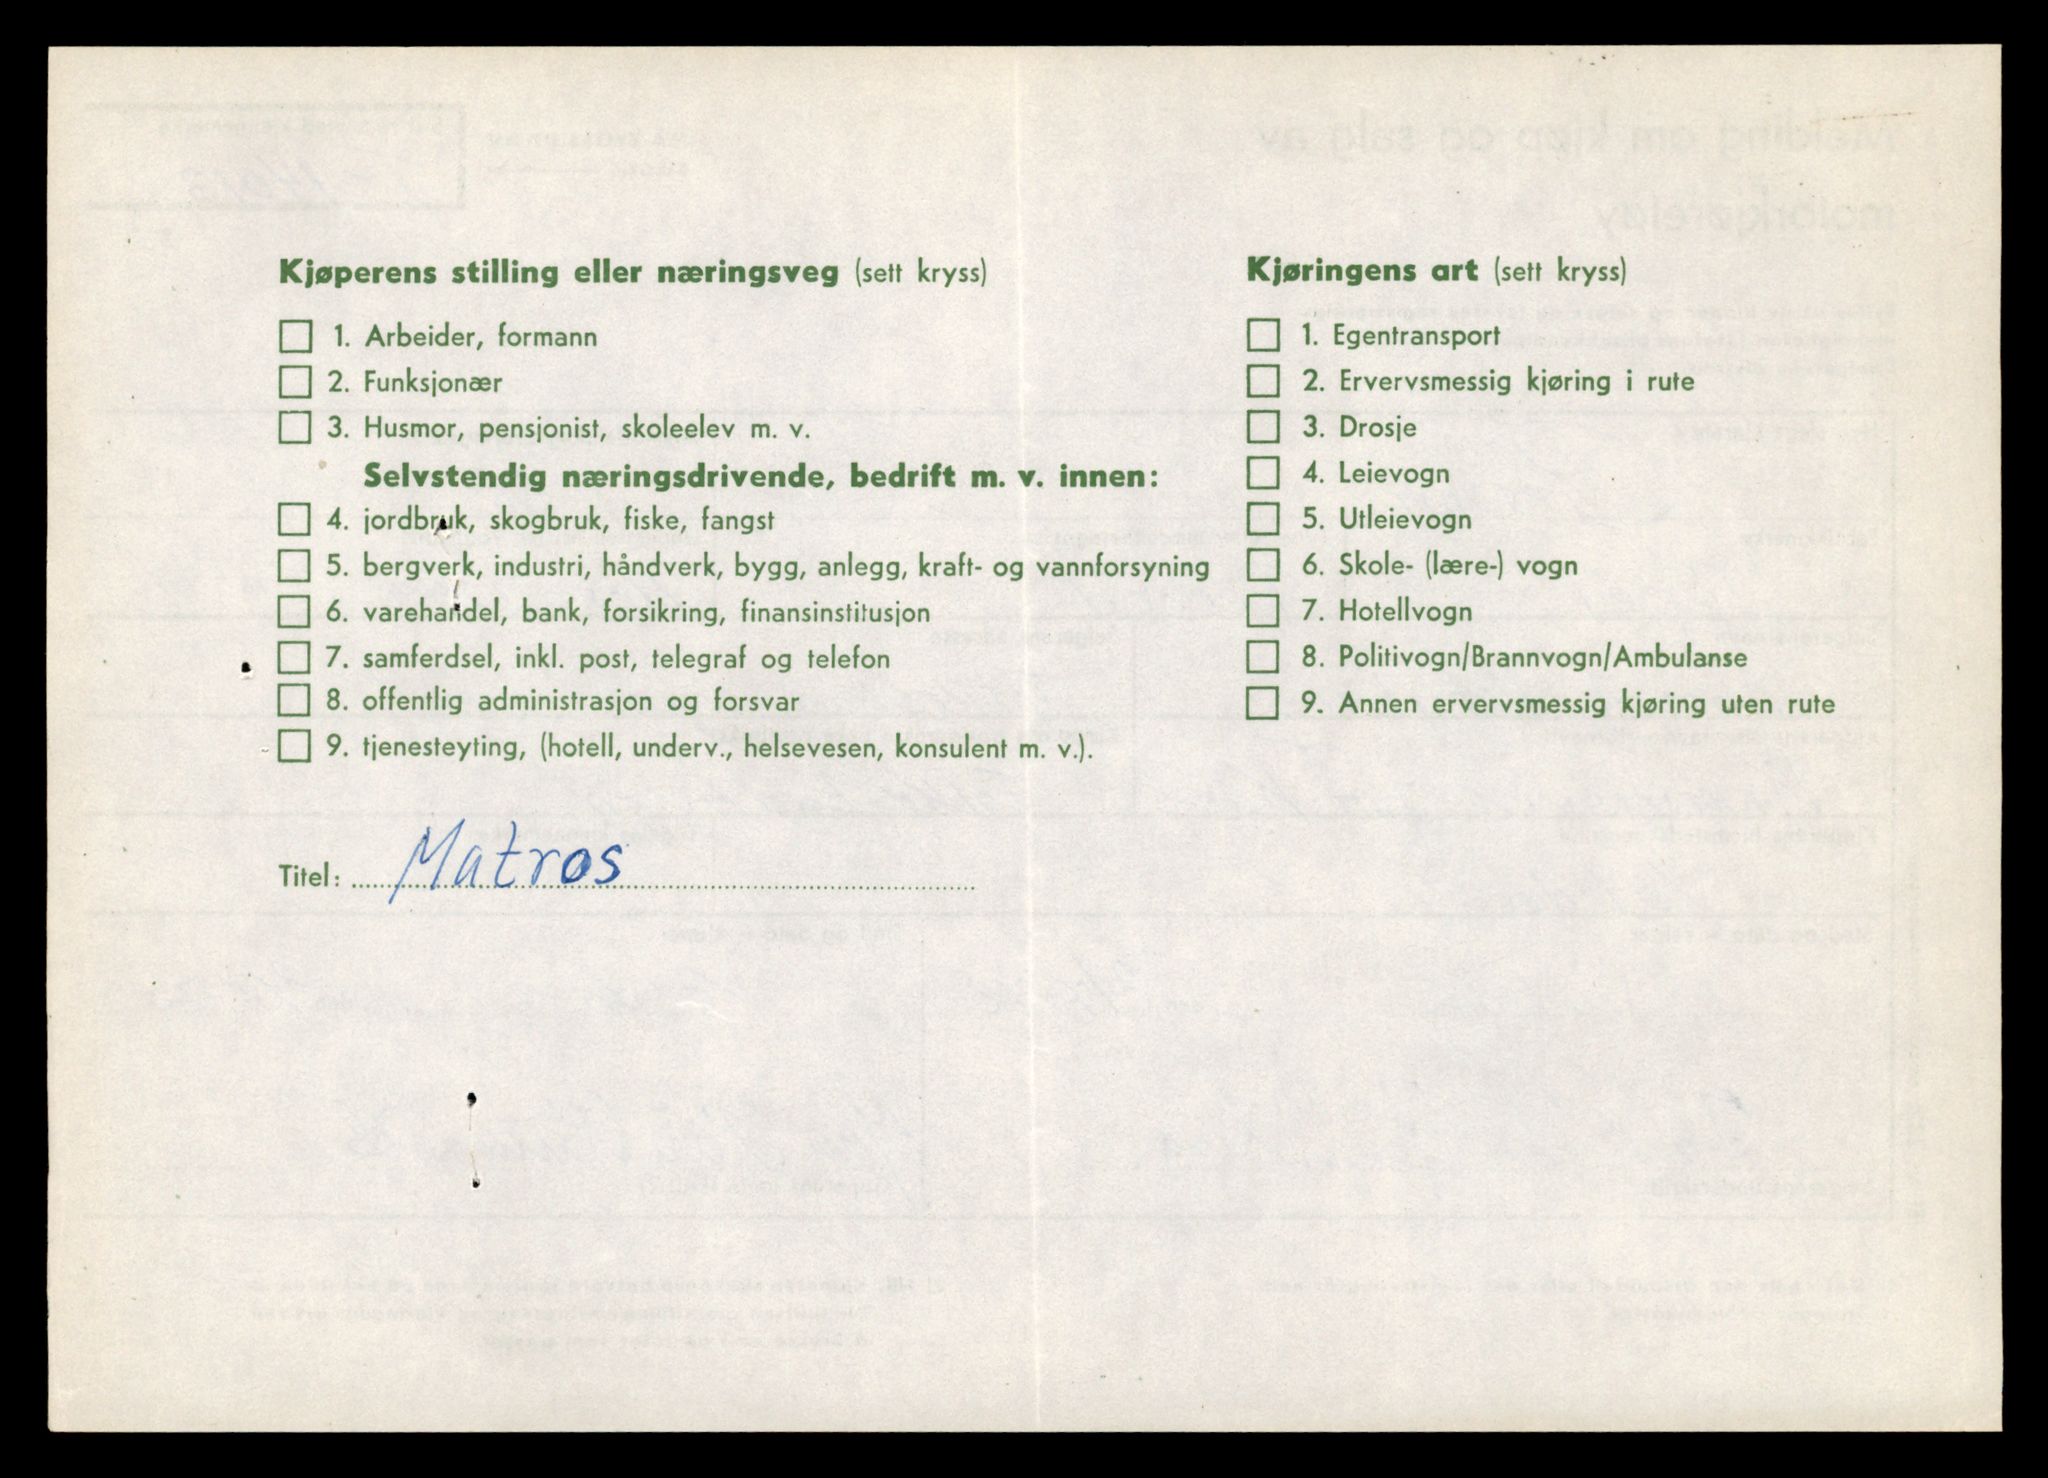 Kjøperens stilling eller næringsveg (sett kryss)
1. Arbeider, formann
2. Funksjonær
3. Husmor, pensjonist, skoleelev m. v.
Selvstendig næringsdrivende, bedrift m. v. innen:
4. jordbruk, skogbruk, fiske, fangst
5. bergverk, industri, håndverk, bygg, anlegg, kraft- og vannforsyning
6. varehandel, bank, forsikring, finansinstitusjon
7. samferdsel, inkl. post, telegraf og telefon
8. offentlig administrasjon og forsvar
9. tjenesteyting, (hotell, underv., helsevesen, konsulent m. v.).
Titel: Matros
Kjøringens art (sett kryss)
1. Egentransport
2. Ervervsmessig kjøring i rute
3. Drosje
4. Leievogn
5. Utleievogn
6. Skole- (lære-) vogn
7. Hotellvogn
8. Politivogn/Brannvogn/Ambulanse
9. Annen ervervsmessig kjøring uten rute